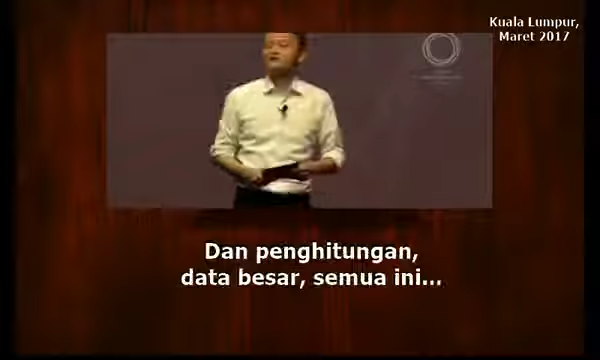 Kuala Lumpur,
Maret 2017
Dan penghitungan,
data besar, semua ini...